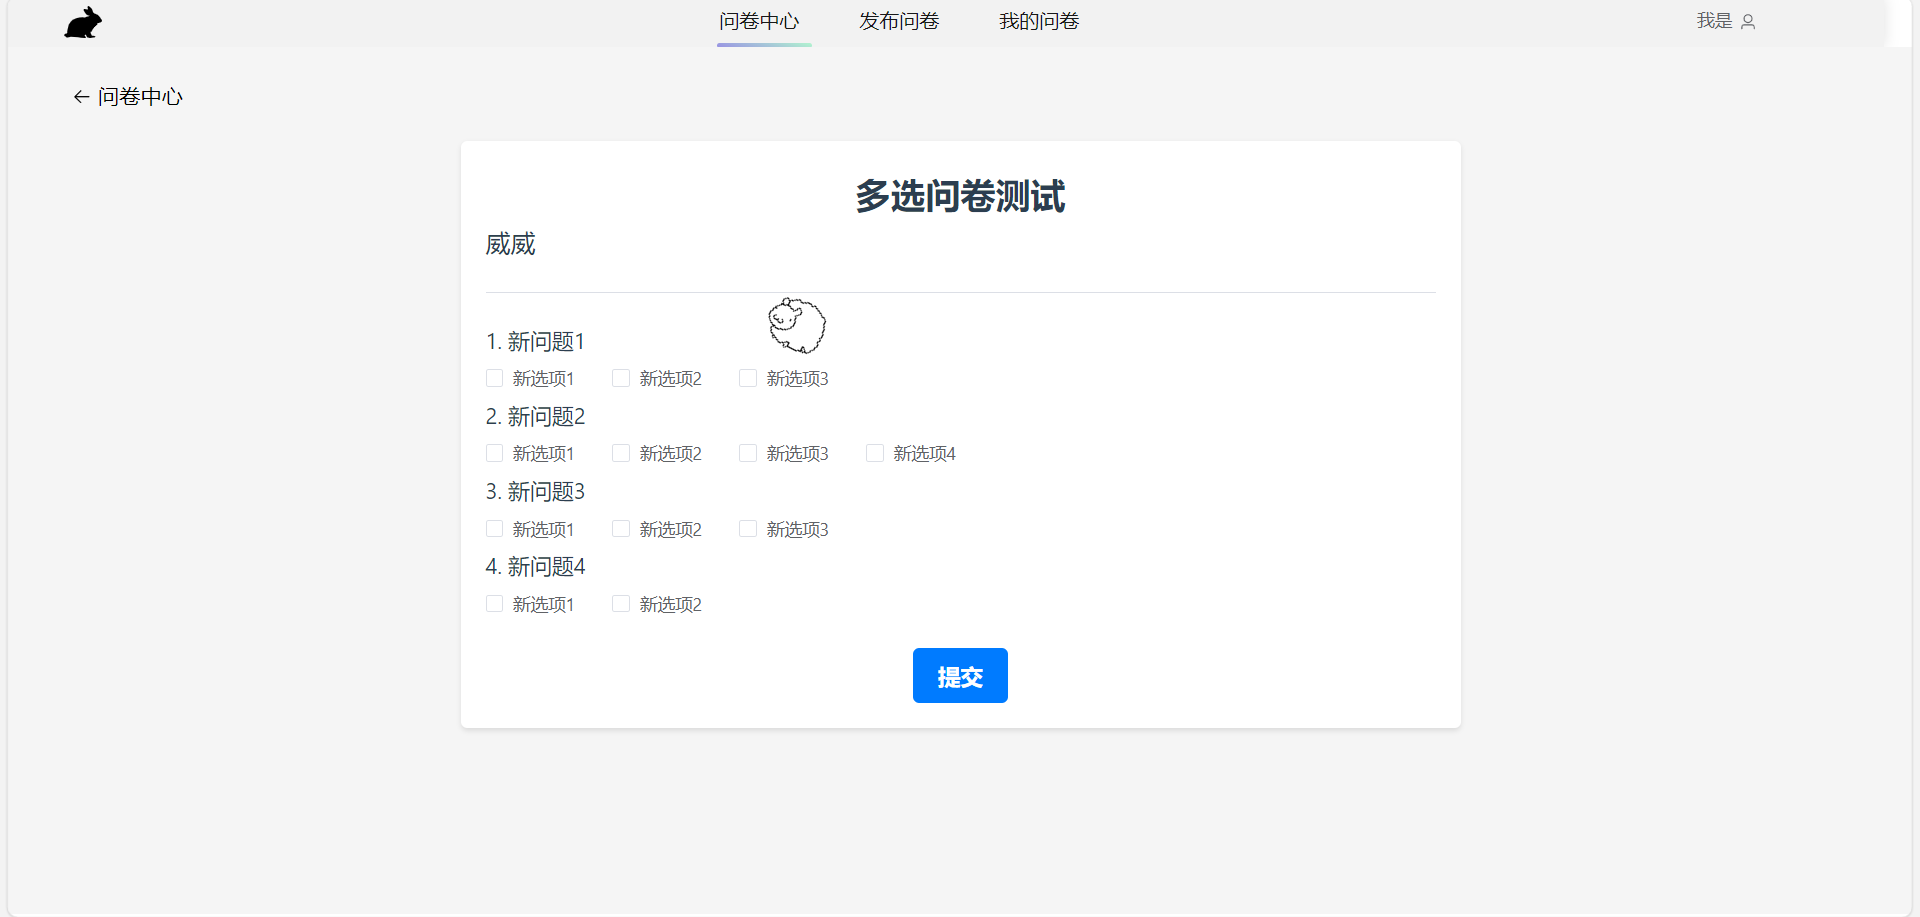 问卷中心 发布问卷 我的问卷 我是
← 问卷中心
多选问卷测试
威威
1. 新问题1
新选项1 新选项2 新选项3
2. 新问题2
新选项1 新选项2 新选项3 新选项4
3. 新问题3
新选项1 新选项2 新选项3
4. 新问题4
新选项1 新选项2
提交